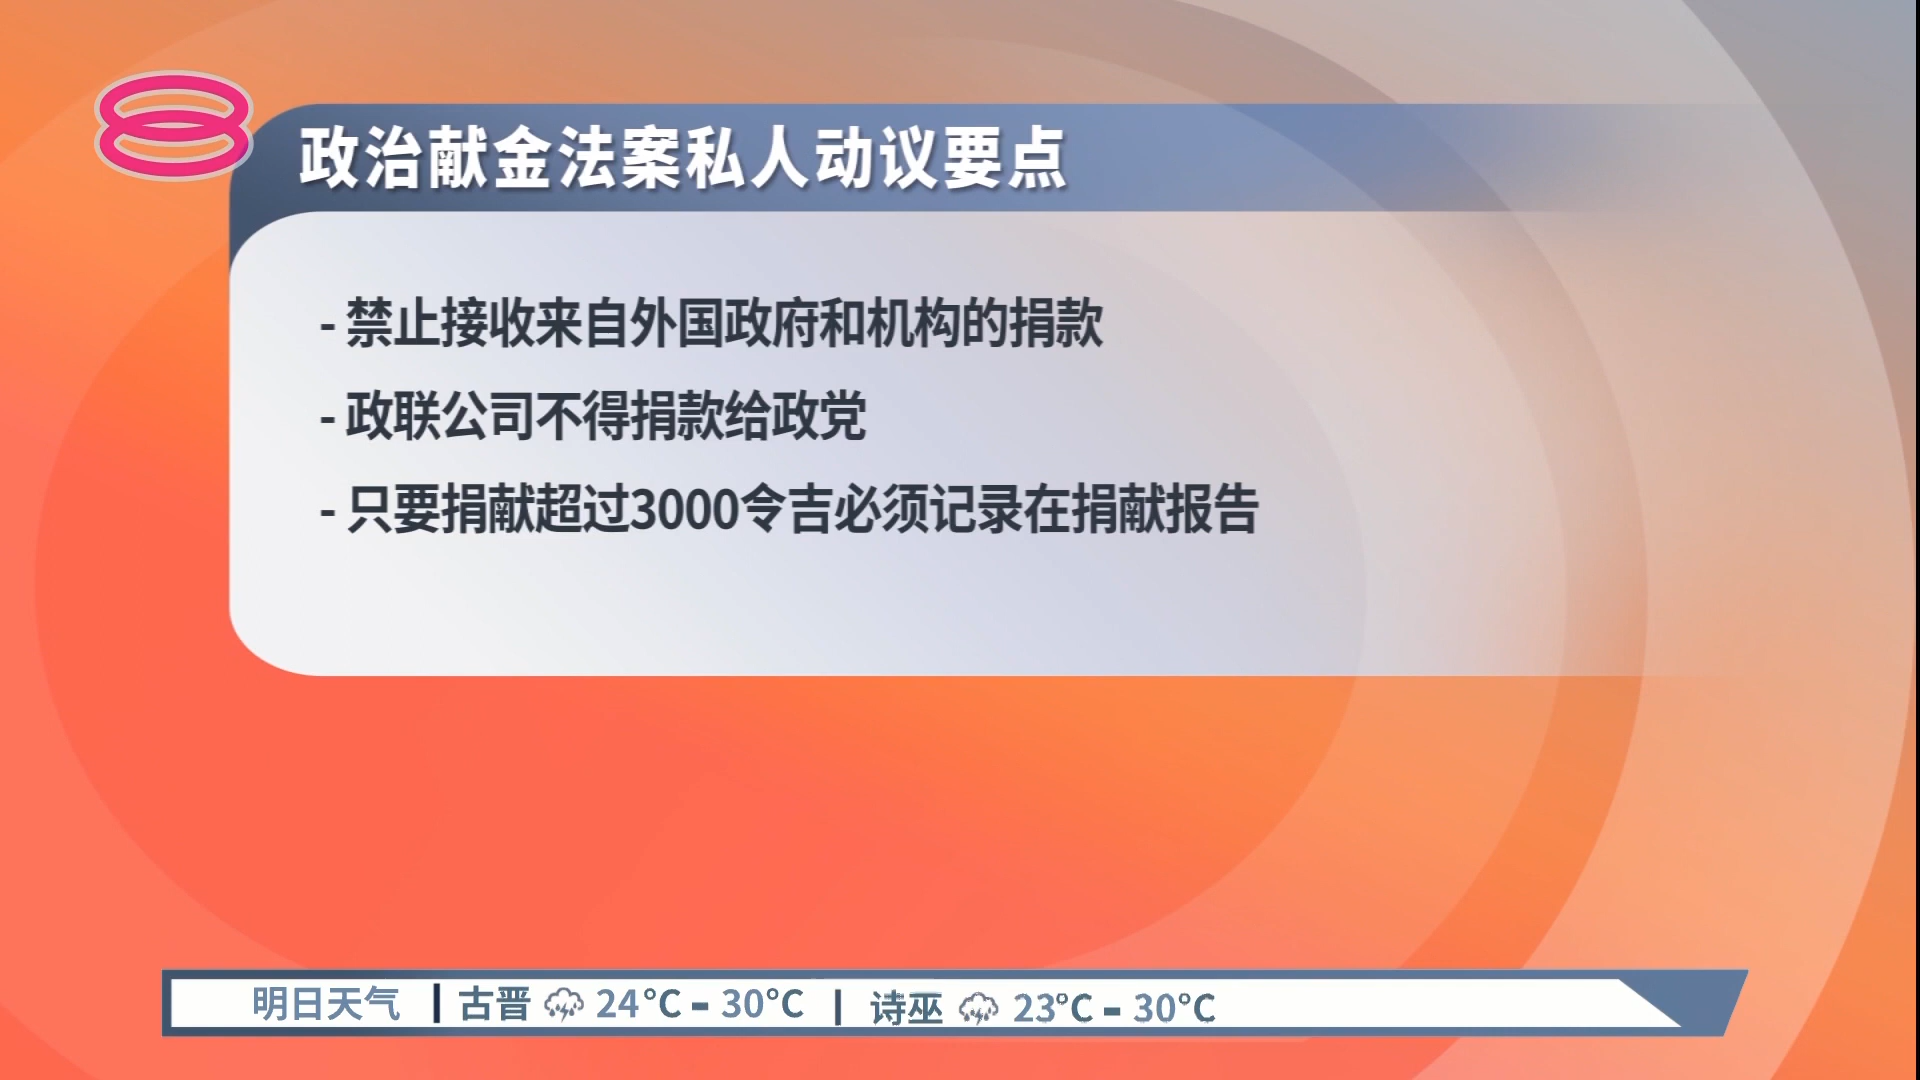 政治献金法案私人动议要点
- 禁止接收来自外国政府和机构的捐款
- 政联公司不得捐款给政党
- 只要捐献超过3000令吉必须记录在捐献报告
明日天气 | 古晋 24°C - 30°C | 诗巫 23°C - 30°C